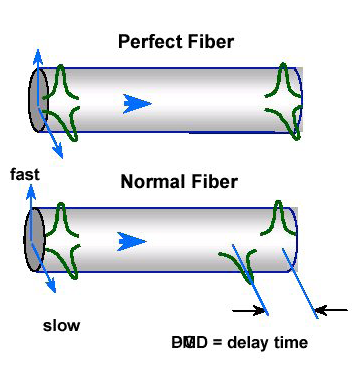 Perfect Fiber
fast
Normal Fiber
slow
= delay time